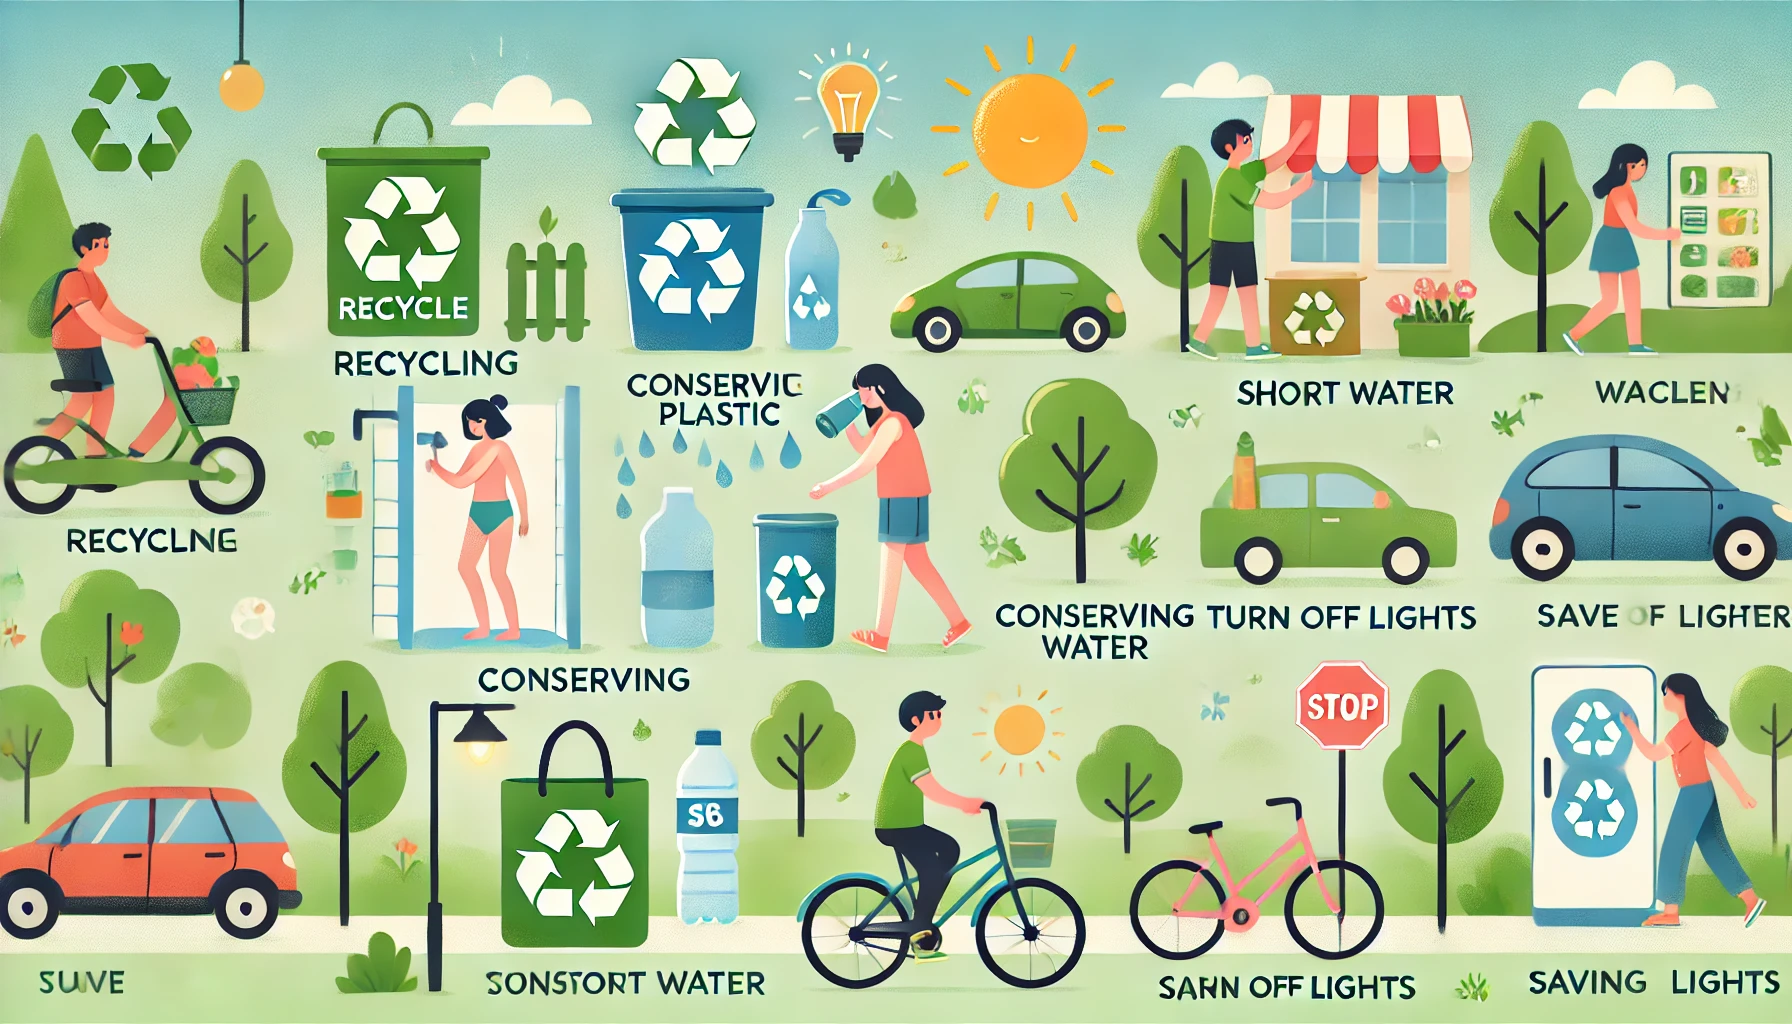 RECYCLE
RECYCLING
CONSERVIC
PLASTIC
SHORT WATER
WACLEN
RECYCLNE
CONSERVING
WATER
TURN OFF LIGHTS
SAVE OF LIGHER
CONSERVING
STOP
S6
SUVE
SONSTORT WATER
SARN OFF LIGHTS
SAVING LIGHTS